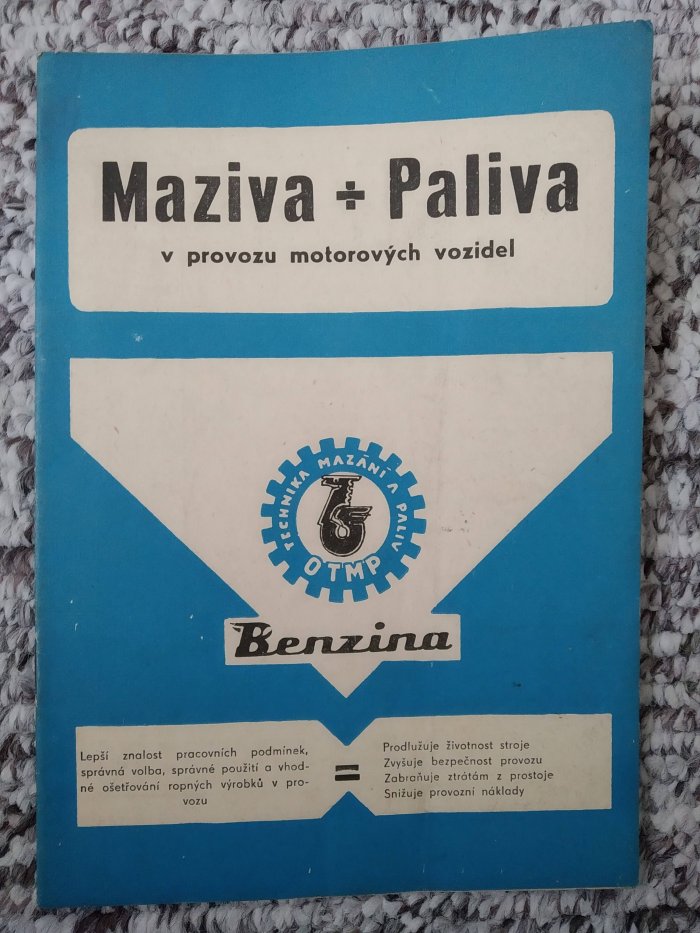 Maziva ÷ Paliva
v provozu motorových vozidel
TECHNIKA MAZÁNÍ A PALIV
OTMP
Benzina
Lepší znalost pracovních podmínek,
správná volba, správné použití a vhod-
né ošetřování ropných výrobků v pro-
vozu
=
Prodlužuje životnost stroje
Zvyšuje bezpečnost provozu
Zabraňuje ztrátám z prostoje
Snižuje provozní náklady